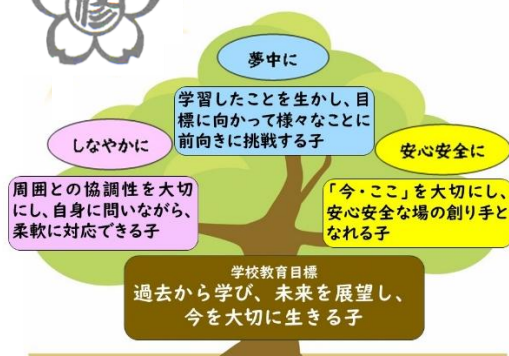 修
夢中に
学習したことを生かし、目
標に向かって様々なことに
前向きに挑戦する子
しなやかに
周囲との協調性を大切
にし、自身に問いながら、
柔軟に対応できる子
安心安全に
「今・ここ」を大切にし、
安心安全な場の創り手と
なれる子
学校教育目標
過去から学び、未来を展望し、
今を大切に生きる子